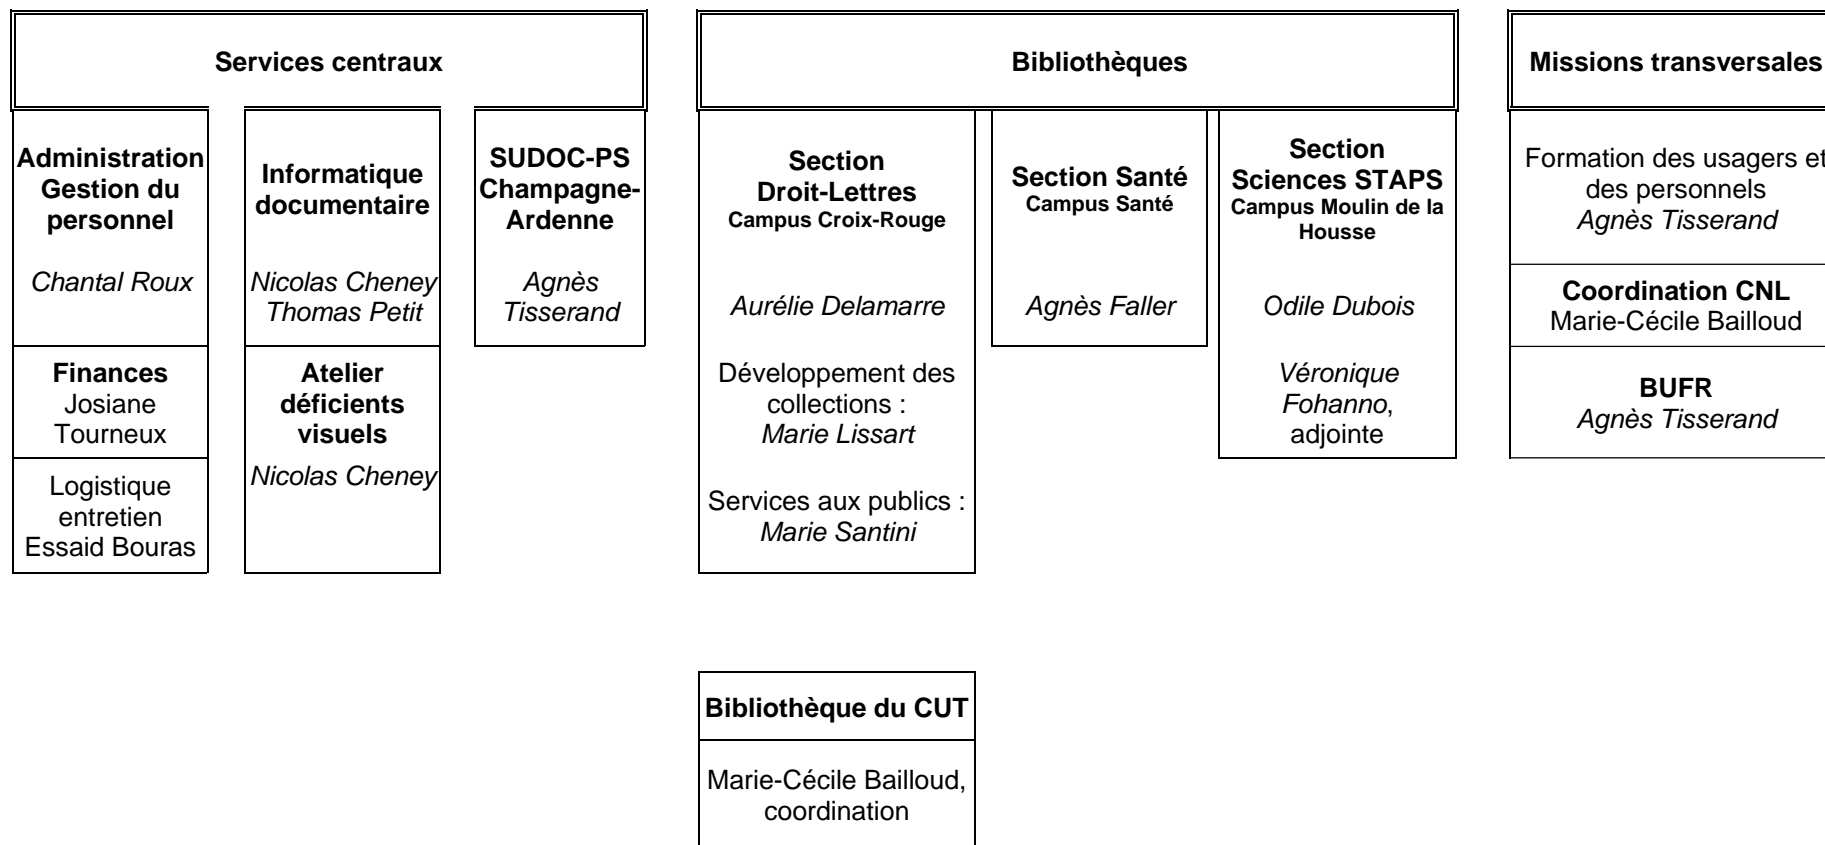 Services centraux
Administration
Gestion du
personnel
Chantal Roux
Finances
Josiane
Tourneux
Logistique
entretien
Essaid Bouras
Informatique
documentaire
Nicolas Cheney
Thomas Petit
Atelier
déficients
visuels
Nicolas Cheney
SUDOC-PS
Champagne-
Ardenne
Agnès
Tisserand
Bibliothèques
Section
Droit-Lettres
Campus Croix-Rouge
Aurélie Delamarre
Développement des
collections :
Marie Lissart
Services aux publics :
Marie Santini
Section Santé
Campus Santé
Agnès Faller
Section
Sciences STAPS
Campus Moulin de la
Housse
Odile Dubois
Véronique
Fohanno,
adjointe
Missions transversales
Formation des usagers et
des personnels
Agnès Tisserand
Coordination CNL
Marie-Cécile Bailloud
BUFR
Agnès Tisserand
Bibliothèque du CUT
Marie-Cécile Bailloud,
coordination